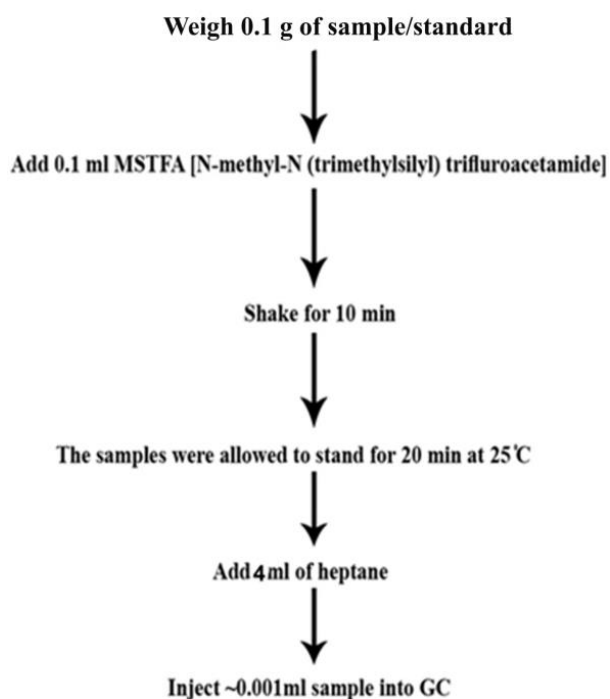 Weigh 0.1 g of sample/standard
Add 0.1 ml MSTFA [N-methyl-N (trimethylsilyl) trifluroacetamide]
Shake for 10 min
The samples were allowed to stand for 20 min at 25℃
Add 4 ml of heptane
Inject ~0.001ml sample into GC